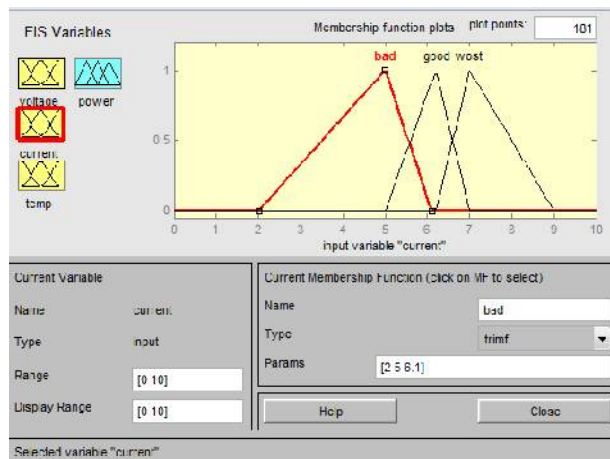 FIS Variables
Membership function plots
plot points:
181
voltage
power
current
temp
bad
good
wost
1
0.5
0
0 1 2 3 4 5 6 7 8 9 10
input variable "current"
Current Variable
Name
current
Type
input
Range
[0 10]
Display Range
[0 10]
Current Membership Function (click on MF to select)
Name
bad
Type
trimf
Params
[2 5 6.1]
Help
Close
Selected variable "current"